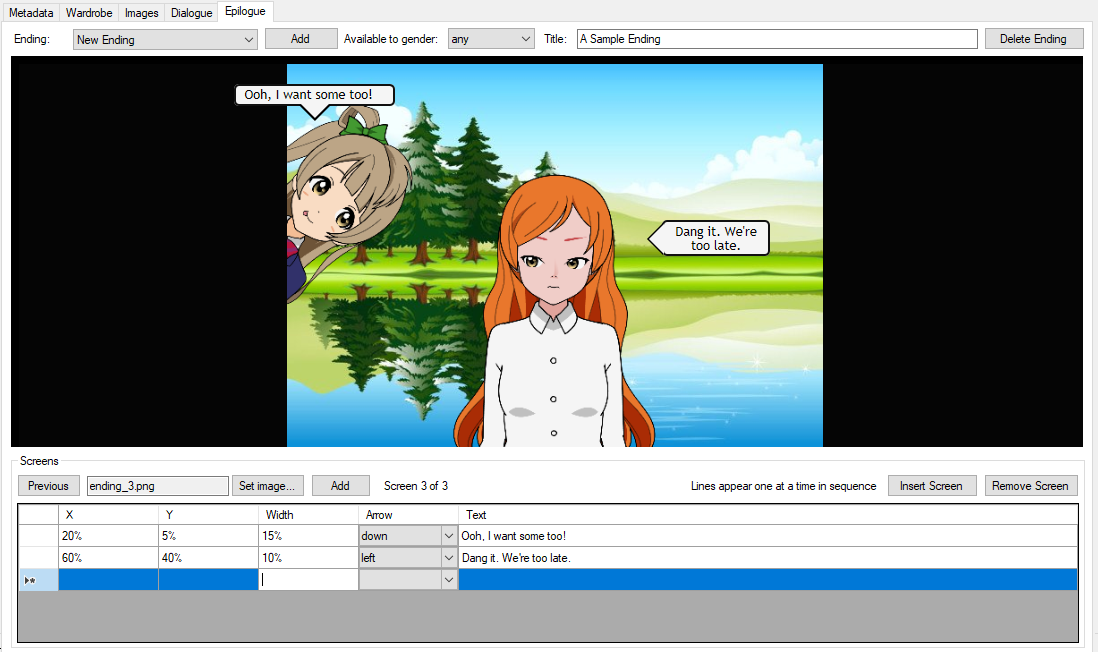 Metadata Wardrobe Images Dialogue Epilogue
Ending: New Ending Add Available to gender: any Title: A Sample Ending Delete Ending
Ooh, I want some too!
Dang it. We're
too late.
Screens
Previous ending_3.png Set image... Add Screen 3 of 3 Lines appear one at a time in sequence Insert Screen Remove Screen
X Y Width Arrow Text
20% 5% 15% down Ooh, I want some too!
60% 40% 10% left Dang it. We're too late.